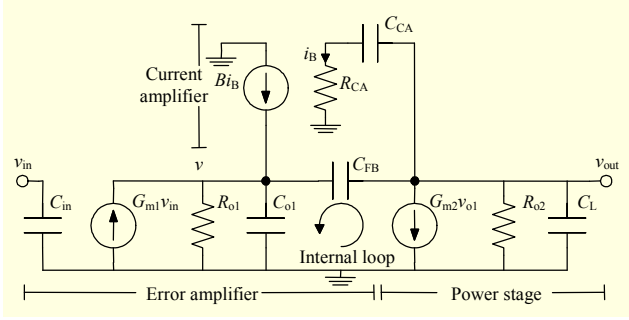 C_CA
i_B
Current
amplifier
Bi_B
R_CA
v_in
v
C_FB
v_out
C_in
G_m1v_in
R_o1
C_o1
G_m2v_o1
R_o2
C_L
Internal loop
Error amplifier
Power stage